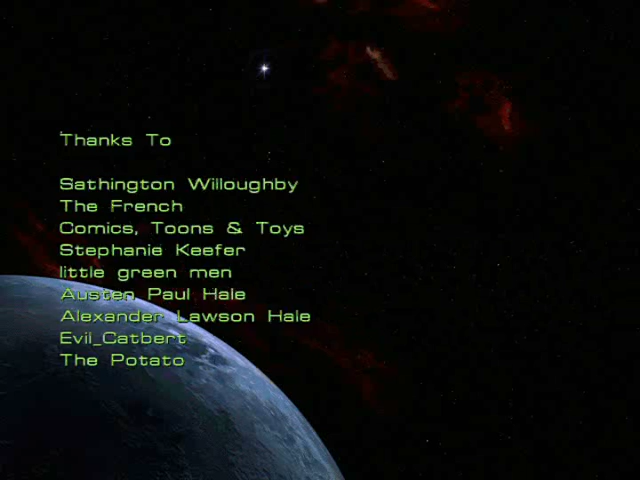 Thanks To
Sathington Willoughby
The French
Comics, Toons & Toys
Stephanie Keefer
little green men
Austen Paul Hale
Alexander Lawson Hale
Evil_Catbert
The Potato